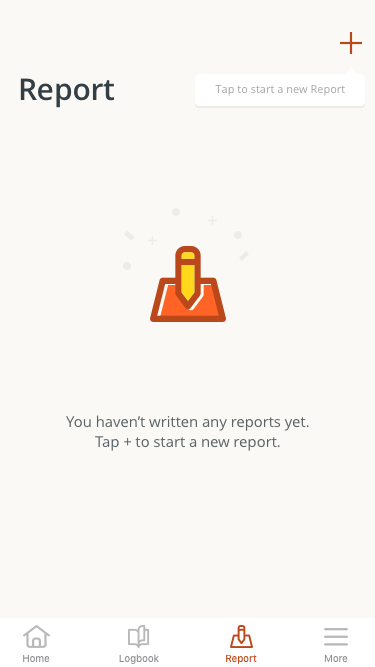 Report
Tap to start a new Report
You haven’t written any reports yet.
Tap + to start a new report.
Home
Logbook
Report
More